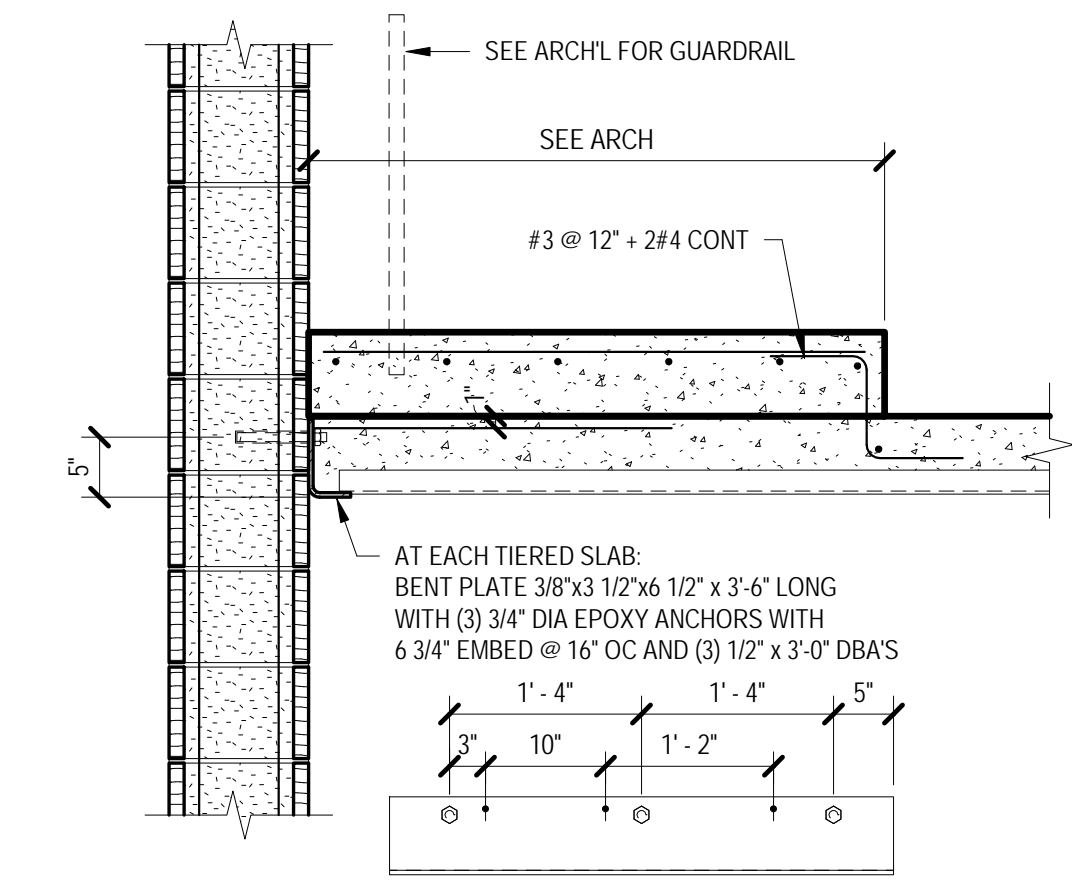 SEE ARCH'L FOR GUARDRAIL
SEE ARCH
#3 @ 12" + 2#4 CONT
1"
5"
AT EACH TIERED SLAB:
BENT PLATE 3/8"x3 1/2"x6 1/2" x 3'-6" LONG
WITH (3) 3/4" DIA EPOXY ANCHORS WITH
6 3/4" EMBED @ 16" OC AND (3) 1/2" x 3'-0" DBA'S
1' - 4" 1' - 4" 5"
3" 10" 1' - 2"